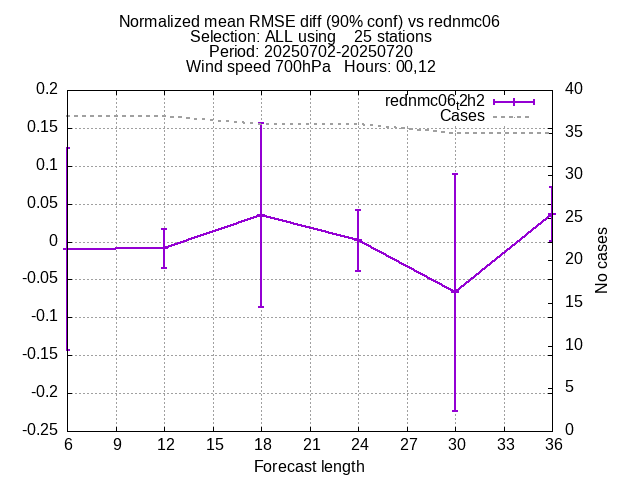 Normalized mean RMSE diff (90% conf) vs rednmc06
Selection: ALL using    25 stations
Period: 20250702-20250720
Wind speed 700hPa   Hours: 00,12
rednmc06_t2h2
Cases
0.2
0.15
0.1
0.05
0
-0.05
-0.1
-0.15
-0.2
-0.25
40
35
30
25
20
15
10
5
0
No cases
6 9 12 15 18 21 24 27 30 33 36
Forecast length